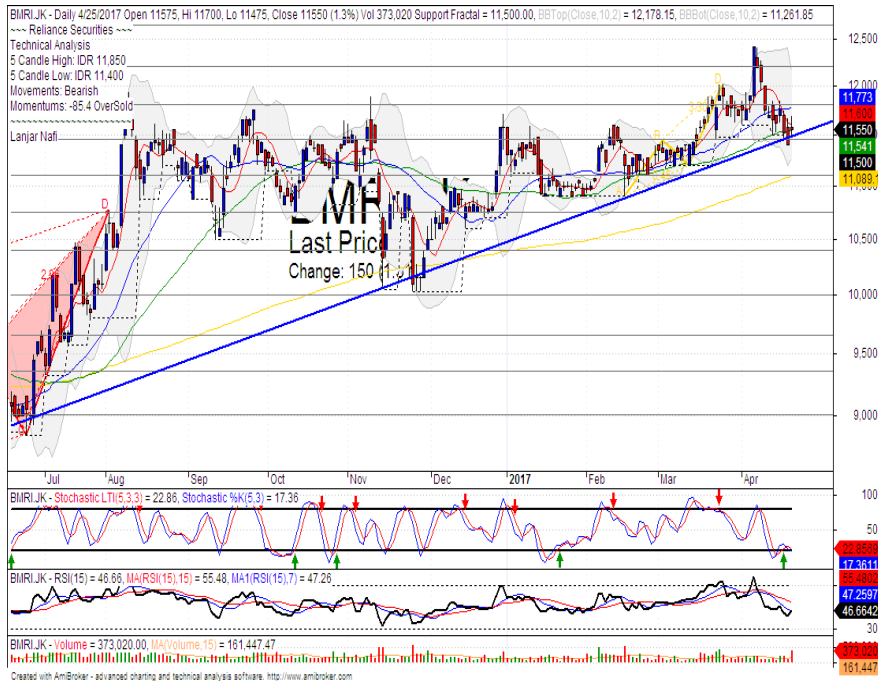 BMRI.JK - Daily 4/25/2017 Open 11575, Hi 11700, Lo 11475, Close 11550 (1.3%) Vol 373,020 Support Fractal = 11,500.00, BBTop(Close,10,2) = 12,178.15, BBBot(Close,10,2) = 11,261.85
~~~ Reliance Securities ~~~
Technical Analysis
5 Candle High: IDR 11,850
5 Candle Low: IDR 11,400
Movements: Bearish
Momentums: -85.4 OverSold
Lanjar Nafi
D
D
Last Price
Change: 150
12,500
12,000
11,773
11,600
11,550
11,541
11,500
11,089.
10,500
10,000
9,500
9,000
Jul Aug Sep Oct Nov Dec 2017 Feb Mar Apr
BMRI.JK - Stochastic LTI(5,3,3) = 22.86, Stochastic %K(5,3) = 17.36
100
50
22.8569
17.3611
BMRI.JK - RSI(15) = 46.66, MA(RSI(15),15) = 55.48, MA1(RSI(15),7) = 47.26
55.4802
47.2597
46.6642
30
BMRI.JK - Volume = 373,020.00, MA(Volume,15) = 161,447.47
373,020
161,447
Created with AmiBroker - advanced charting and technical analysis software. http://www.amibroker.com